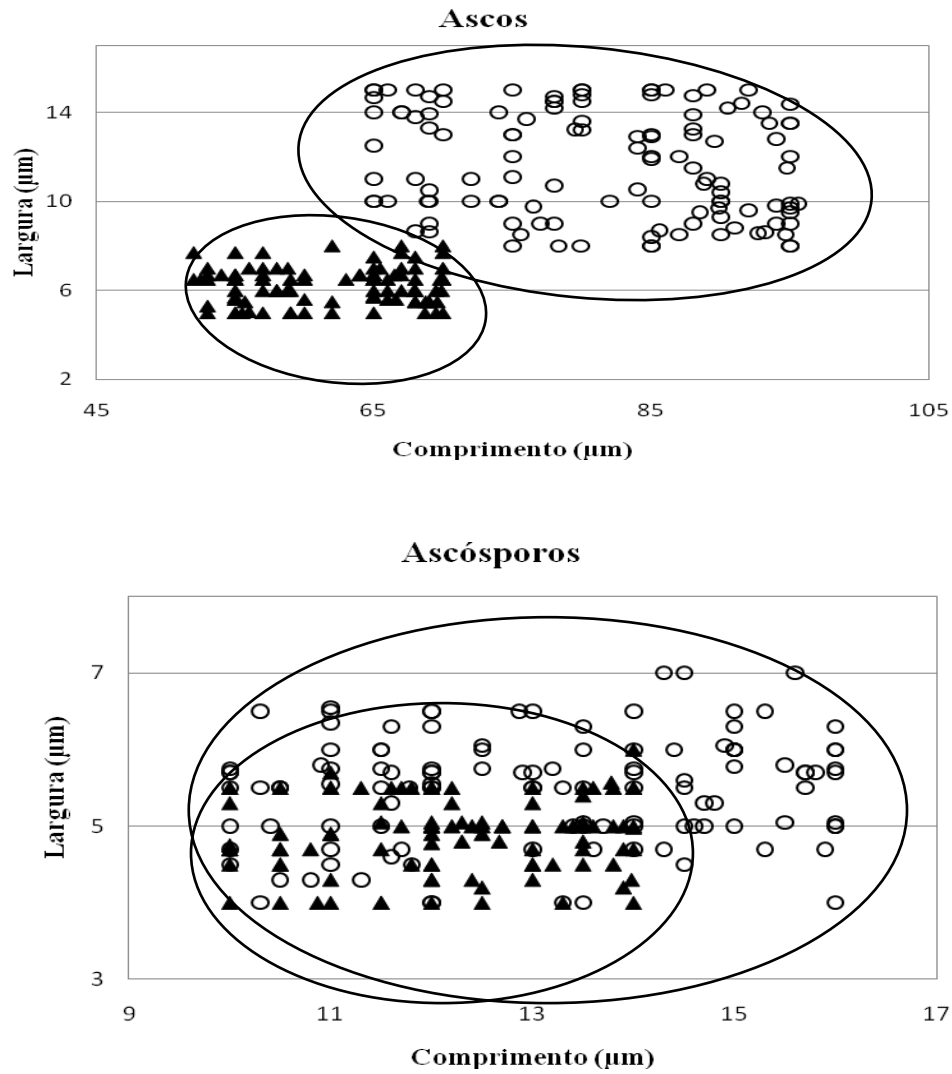 Ascos
14
10
6
2
Largura (µm)
45 65 85 105
Comprimento (µm)
Ascósporos
7
5
3
Largura (µm)
9 11 13 15 17
Comprimento (µm)